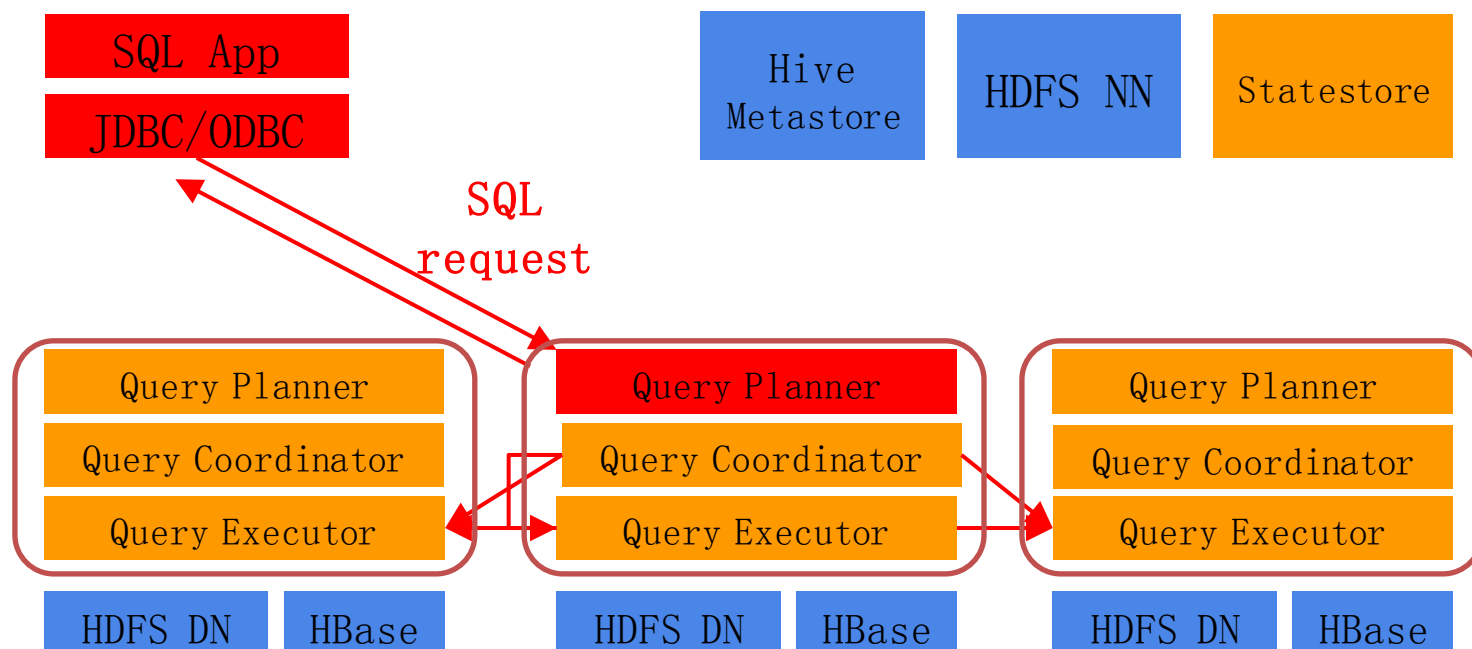 SQL App
JDBC/ODBC
Hive
Metastore
HDFS NN
Statestore
SQL
request
Query Planner
Query Coordinator
Query Executor
HDFS DN
HBase
Query Planner
Query Coordinator
Query Executor
HDFS DN
HBase
Query Planner
Query Coordinator
Query Executor
HDFS DN
HBase